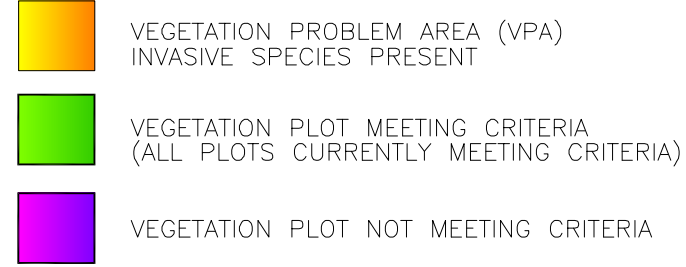 VEGETATION PROBLEM AREA (VPA)
INVASIVE SPECIES PRESENT
VEGETATION PLOT MEETING CRITERIA
(ALL PLOTS CURRENTLY MEETING CRITERIA)
VEGETATION PLOT NOT MEETING CRITERIA